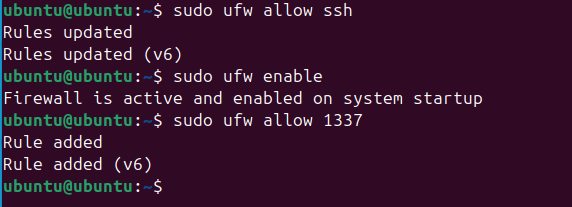 ubuntu@ubuntu:~$ sudo ufw allow ssh
Rules updated
Rules updated (v6)
ubuntu@ubuntu:~$ sudo ufw enable
Firewall is active and enabled on system startup
ubuntu@ubuntu:~$ sudo ufw allow 1337
Rule added
Rule added (v6)
ubuntu@ubuntu:~$